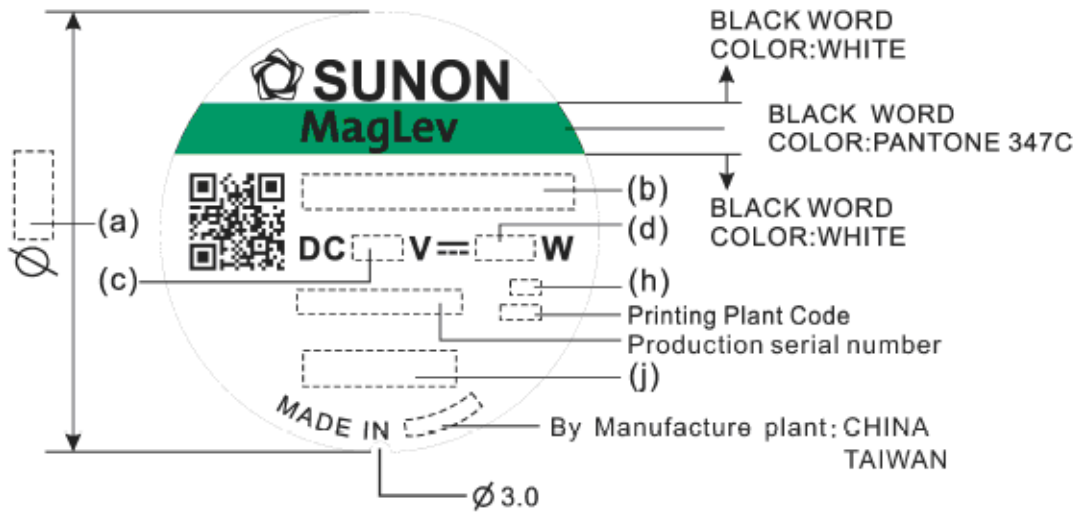 BLACK WORD
COLOR:WHITE
SUNON
MagLev
BLACK WORD
COLOR:PANTONE 347C
(a)
(b)
BLACK WORD
COLOR:WHITE
(d)
DC V⎓ W
Ø
(c)
(h)
Printing Plant Code
Production serial number
(j)
MADE IN
By Manufacture plant: CHINA
TAIWAN
Ø 3.0